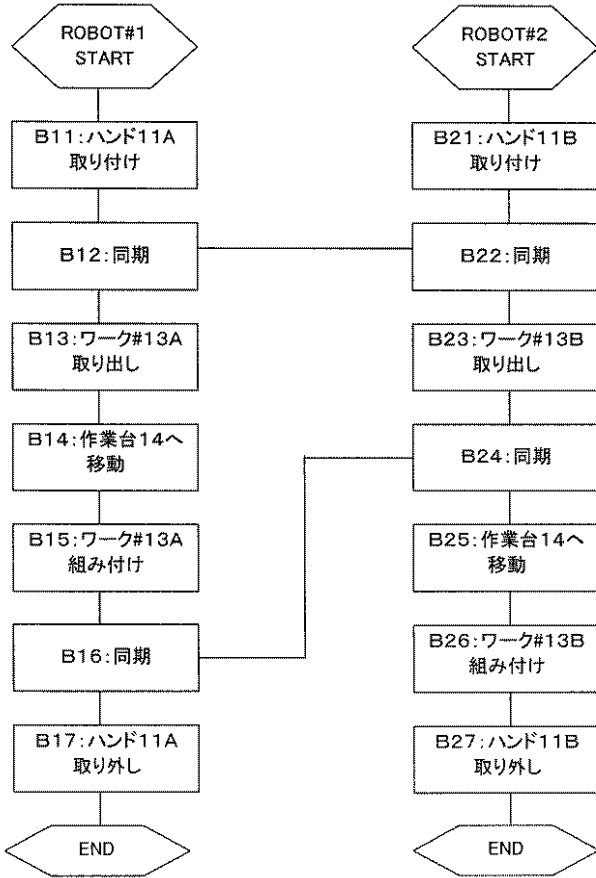 ROBOT#1
START
B11:ハンド11A
取り付け
B12:同期
B13:ワーク#13A
取り出し
B14:作業台14へ
移動
B15:ワーク#13A
組み付け
B16:同期
B17:ハンド11A
取り外し
END
ROBOT#2
START
B21:ハンド11B
取り付け
B22:同期
B23:ワーク#13B
取り出し
B24:同期
B25:作業台14へ
移動
B26:ワーク#13B
組み付け
B27:ハンド11B
取り外し
END